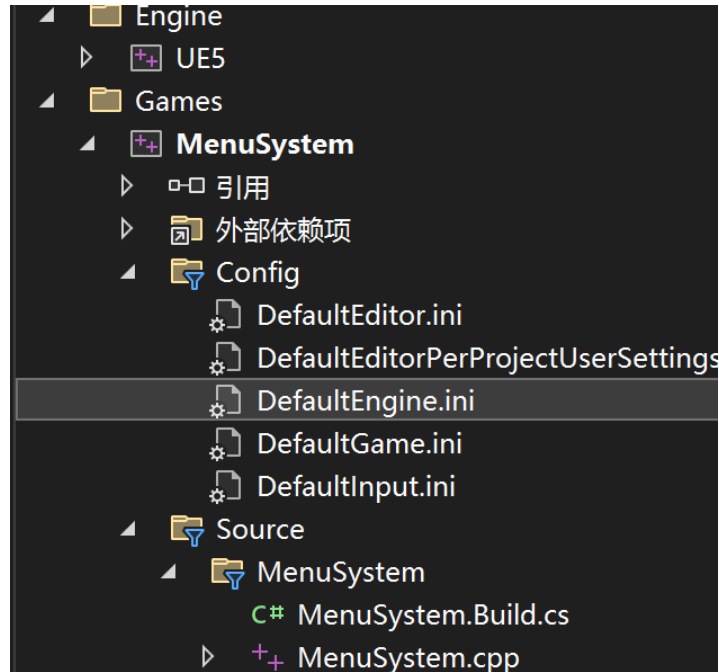 Engine
UE5
Games
MenuSystem
引用
外部依赖项
Config
DefaultEditor.ini
DefaultEditorPerProjectUserSettings
DefaultEngine.ini
DefaultGame.ini
DefaultInput.ini
Source
MenuSystem
C# MenuSystem.Build.cs
++ MenuSystem.cpp